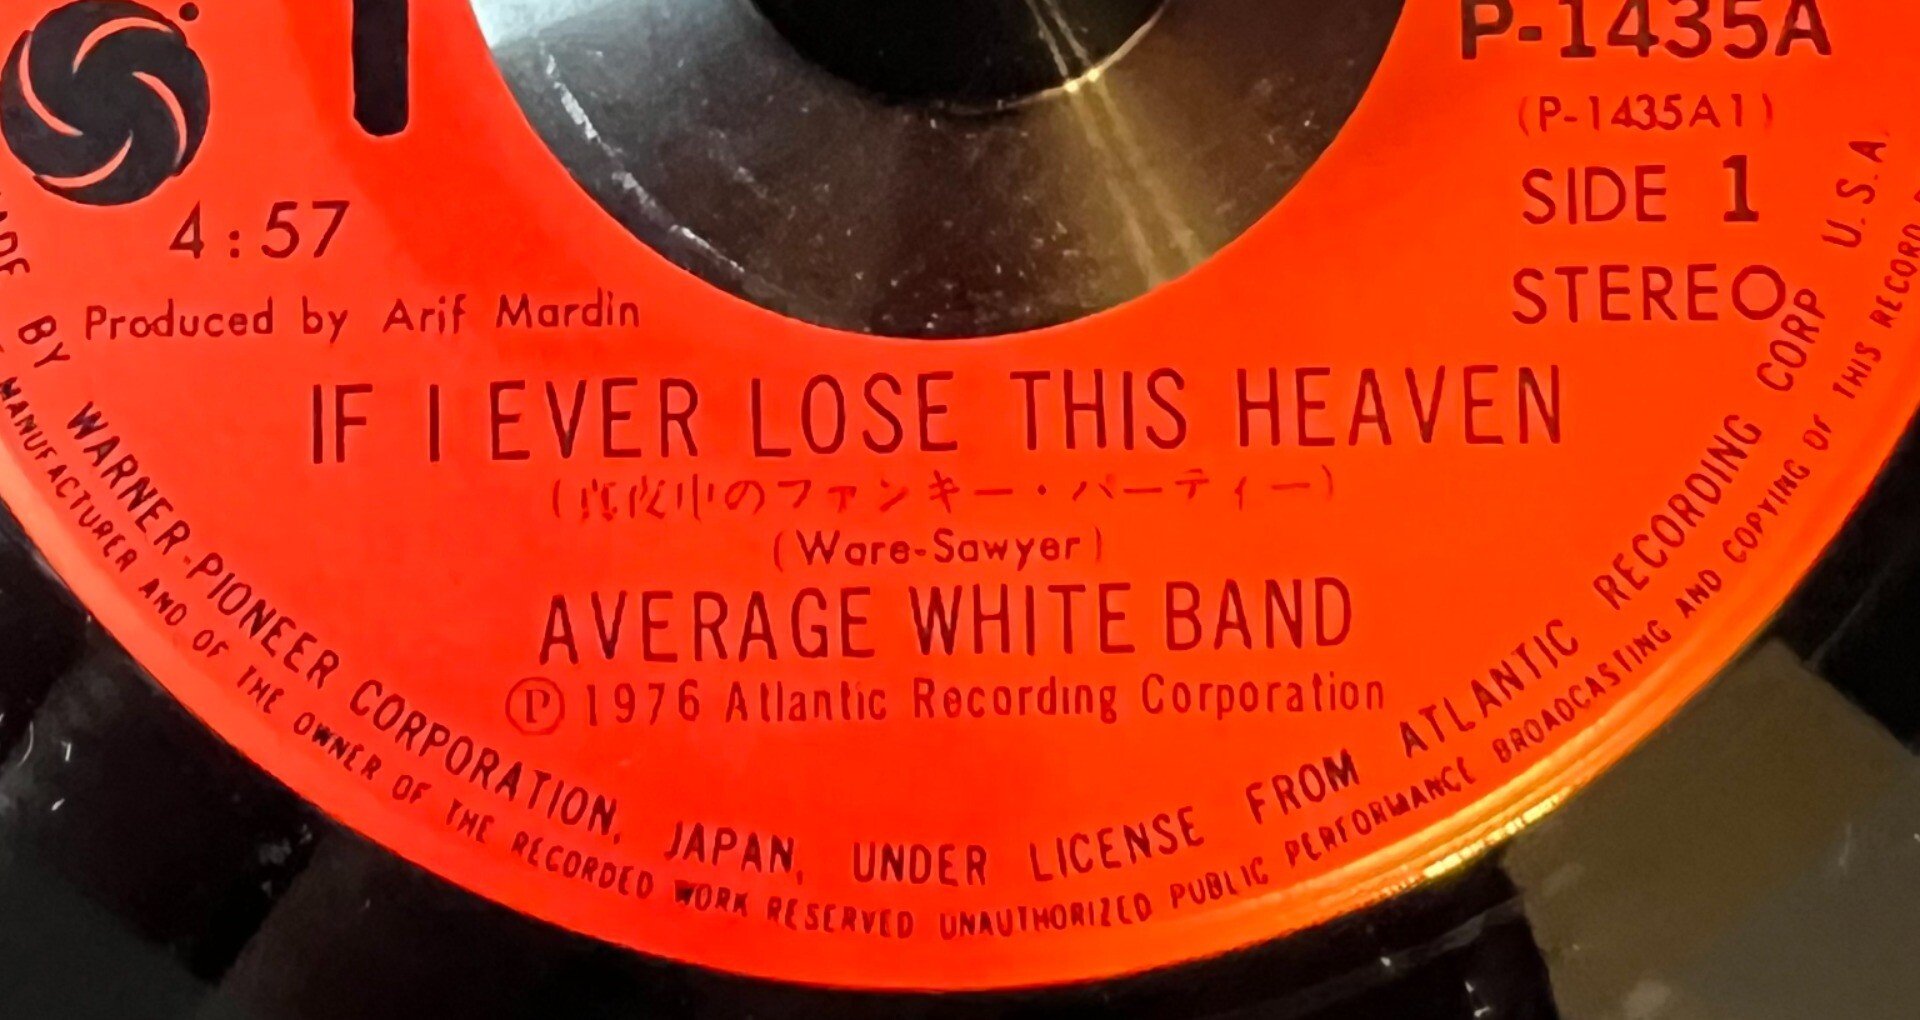 P-1435A
(P-1435A1)
SIDE 1
STEREO
4:57
Produced by Arif Mardin
IF I EVER LOSE THIS HEAVEN
(真夜中のファンキー・パーティー)
(Ware-Sawyer)
AVERAGE WHITE BAND
Ⓟ 1976 Atlantic Recording Corporation
BY WARNER-PIONEER CORPORATION, JAPAN, UNDER LICENSE FROM ATLANTIC RECORDING CORP U.S.A.
MANUFACTURER AND OF THE OWNER OF THE RECORDED WORK RESERVED UNAUTHORIZED PUBLIC PERFORMANCE BROADCASTING AND COPYING OF THIS RECORD